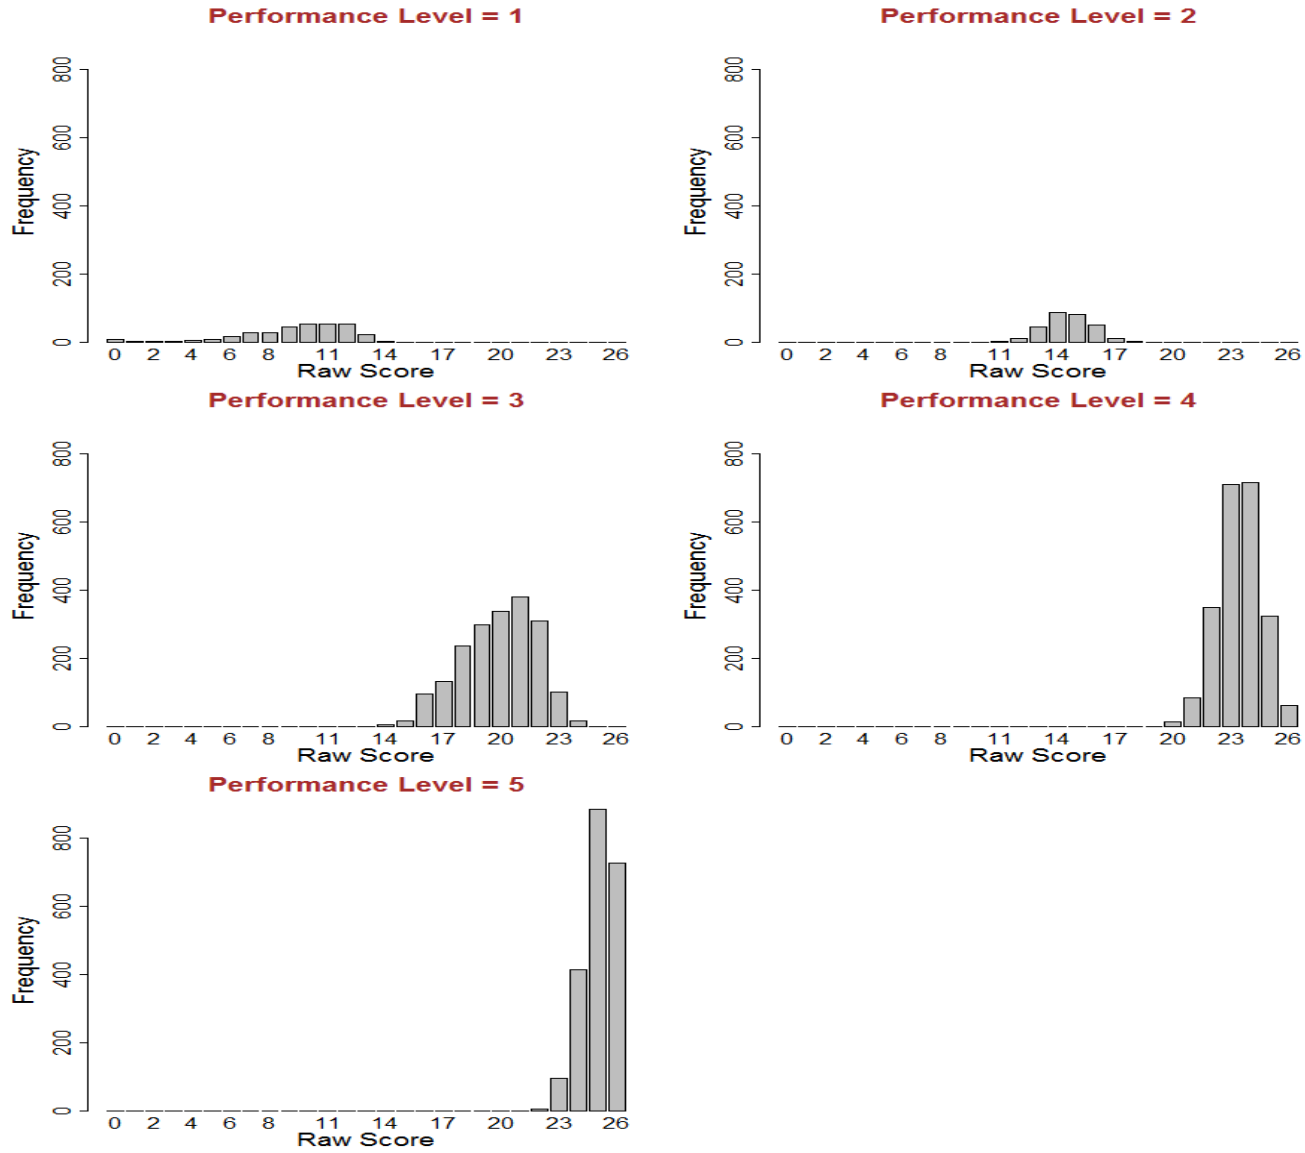 Performance Level = 1
Frequency
0 200 400 600 800
0 2 4 6 8 11 14 17 20 23 26
Raw Score
Performance Level = 2
Frequency
0 200 400 600 800
0 2 4 6 8 11 14 17 20 23 26
Raw Score
Performance Level = 3
Frequency
0 200 400 600 800
0 2 4 6 8 11 14 17 20 23 26
Raw Score
Performance Level = 4
Frequency
0 200 400 600 800
0 2 4 6 8 11 14 17 20 23 26
Raw Score
Performance Level = 5
Frequency
0 200 400 600 800
0 2 4 6 8 11 14 17 20 23 26
Raw Score